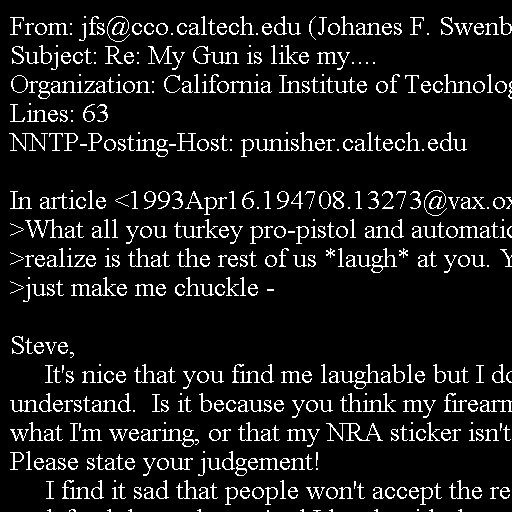 From: jfs@cco.caltech.edu (Johanes F. Swenb
Subject: Re: My Gun is like my....
Organization: California Institute of Technolog
Lines: 63
NNTP-Posting-Host: punisher.caltech.edu
In article <1993Apr16.194708.13273@vax.ox
>What all you turkey pro-pistol and automatic
>realize is that the rest of us *laugh* at you. Y
>just make me chuckle -
Steve,
It's nice that you find me laughable but I do
understand. Is it because you think my firearm
what I'm wearing, or that my NRA sticker isn't
Please state your judgement!
I find it sad that people won't accept the re